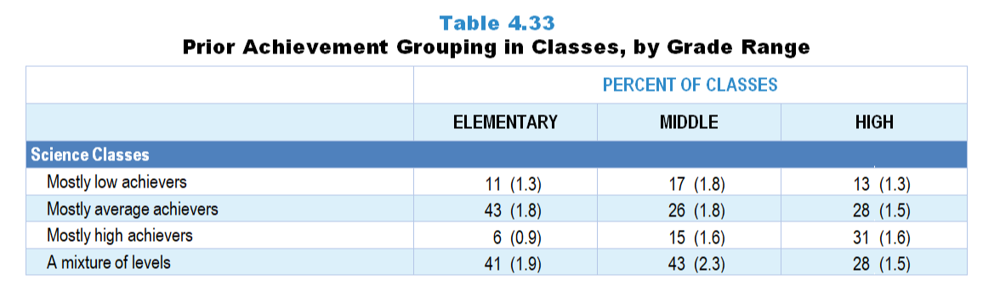 Table 4.33
Prior Achievement Grouping in Classes, by Grade Range
PERCENT OF CLASSES
ELEMENTARY MIDDLE HIGH
Science Classes
Mostly low achievers 11 (1.3) 17 (1.8) 13 (1.3)
Mostly average achievers 43 (1.8) 26 (1.8) 28 (1.5)
Mostly high achievers 6 (0.9) 15 (1.6) 31 (1.6)
A mixture of levels 41 (1.9) 43 (2.3) 28 (1.5)